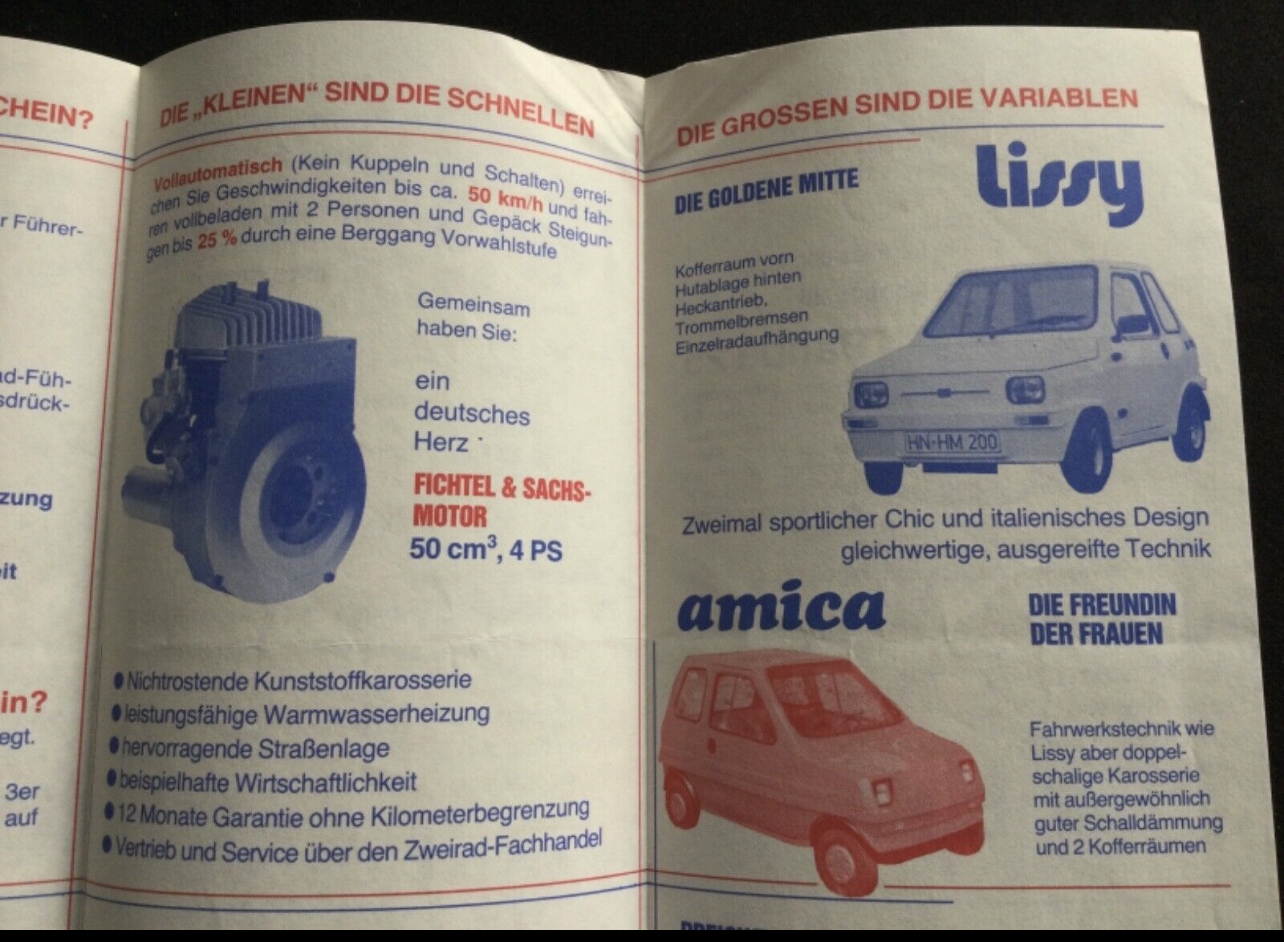 CHEIN?
r Führer-
ad-Füh-
sdrück-
zung
eit
in?
egt.
3er
auf
DIE „KLEINEN“ SIND DIE SCHNELLEN
Vollautomatisch (Kein Kuppeln und Schalten) errei-
chen Sie Geschwindigkeiten bis ca. 50 km/h und fah-
ren vollbeladen mit 2 Personen und Gepäck Steigun-
gen bis 25 % durch eine Berggang Vorwahlstufe
Gemeinsam
haben Sie:
ein
deutsches
Herz
FICHTEL & SACHS-
MOTOR
50 cm³, 4 PS
● Nichtrostende Kunststoffkarosserie
● leistungsfähige Warmwasserheizung
● hervorragende Straßenlage
● beispielhafte Wirtschaftlichkeit
● 12 Monate Garantie ohne Kilometerbegrenzung
● Vertrieb und Service über den Zweirad-Fachhandel
DIE GROSSEN SIND DIE VARIABLEN
DIE GOLDENE MITTE
Lissy
Kofferraum vorn
Hutablage hinten
Heckantrieb,
Trommelbremsen
Einzelradaufhängung
HN-HM 200
Zweimal sportlicher Chic und italienisches Design
gleichwertige, ausgereifte Technik
amica
DIE FREUNDIN
DER FRAUEN
Fahrwerkstechnik wie
Lissy aber doppel-
schalige Karosserie
mit außergewöhnlich
guter Schalldämmung
und 2 Kofferräumen